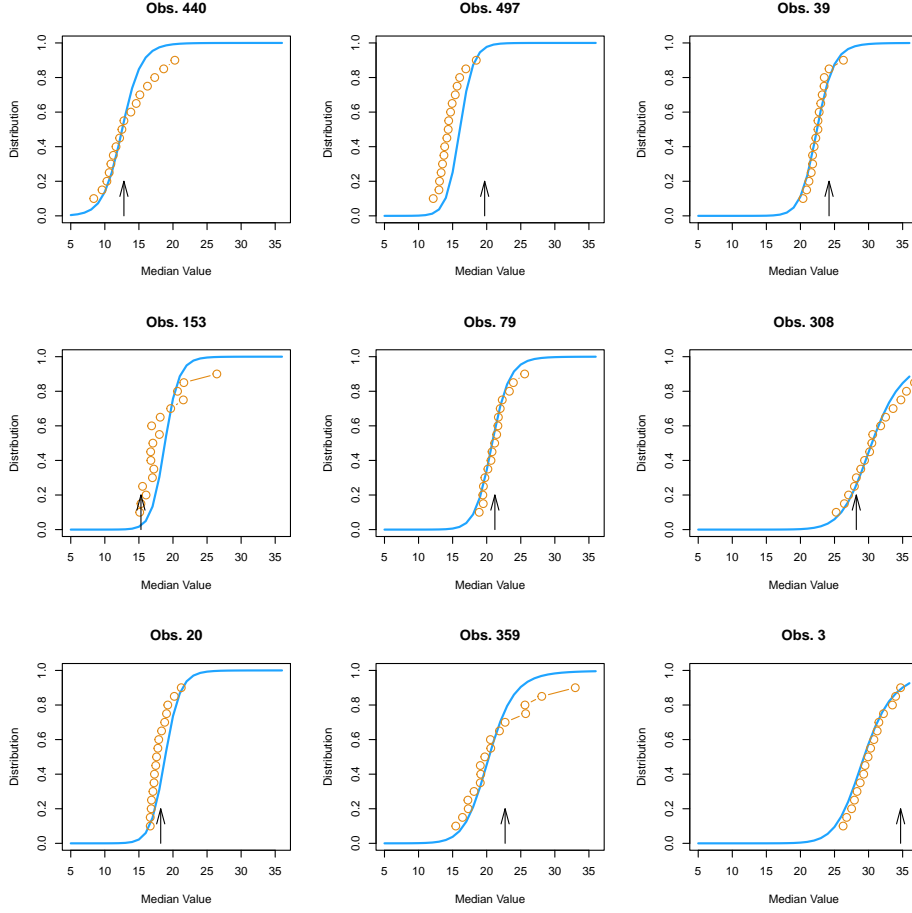 Obs. 440
Distribution
0.0 0.2 0.4 0.6 0.8 1.0
5 10 15 20 25 30 35
Median Value
Obs. 497
Distribution
0.0 0.2 0.4 0.6 0.8 1.0
5 10 15 20 25 30 35
Median Value
Obs. 39
Distribution
0.0 0.2 0.4 0.6 0.8 1.0
5 10 15 20 25 30 35
Median Value
Obs. 153
Distribution
0.0 0.2 0.4 0.6 0.8 1.0
5 10 15 20 25 30 35
Median Value
Obs. 79
Distribution
0.0 0.2 0.4 0.6 0.8 1.0
5 10 15 20 25 30 35
Median Value
Obs. 308
Distribution
0.0 0.2 0.4 0.6 0.8 1.0
5 10 15 20 25 30 35
Median Value
Obs. 20
Distribution
0.0 0.2 0.4 0.6 0.8 1.0
5 10 15 20 25 30 35
Median Value
Obs. 359
Distribution
0.0 0.2 0.4 0.6 0.8 1.0
5 10 15 20 25 30 35
Median Value
Obs. 3
Distribution
0.0 0.2 0.4 0.6 0.8 1.0
5 10 15 20 25 30 35
Median Value